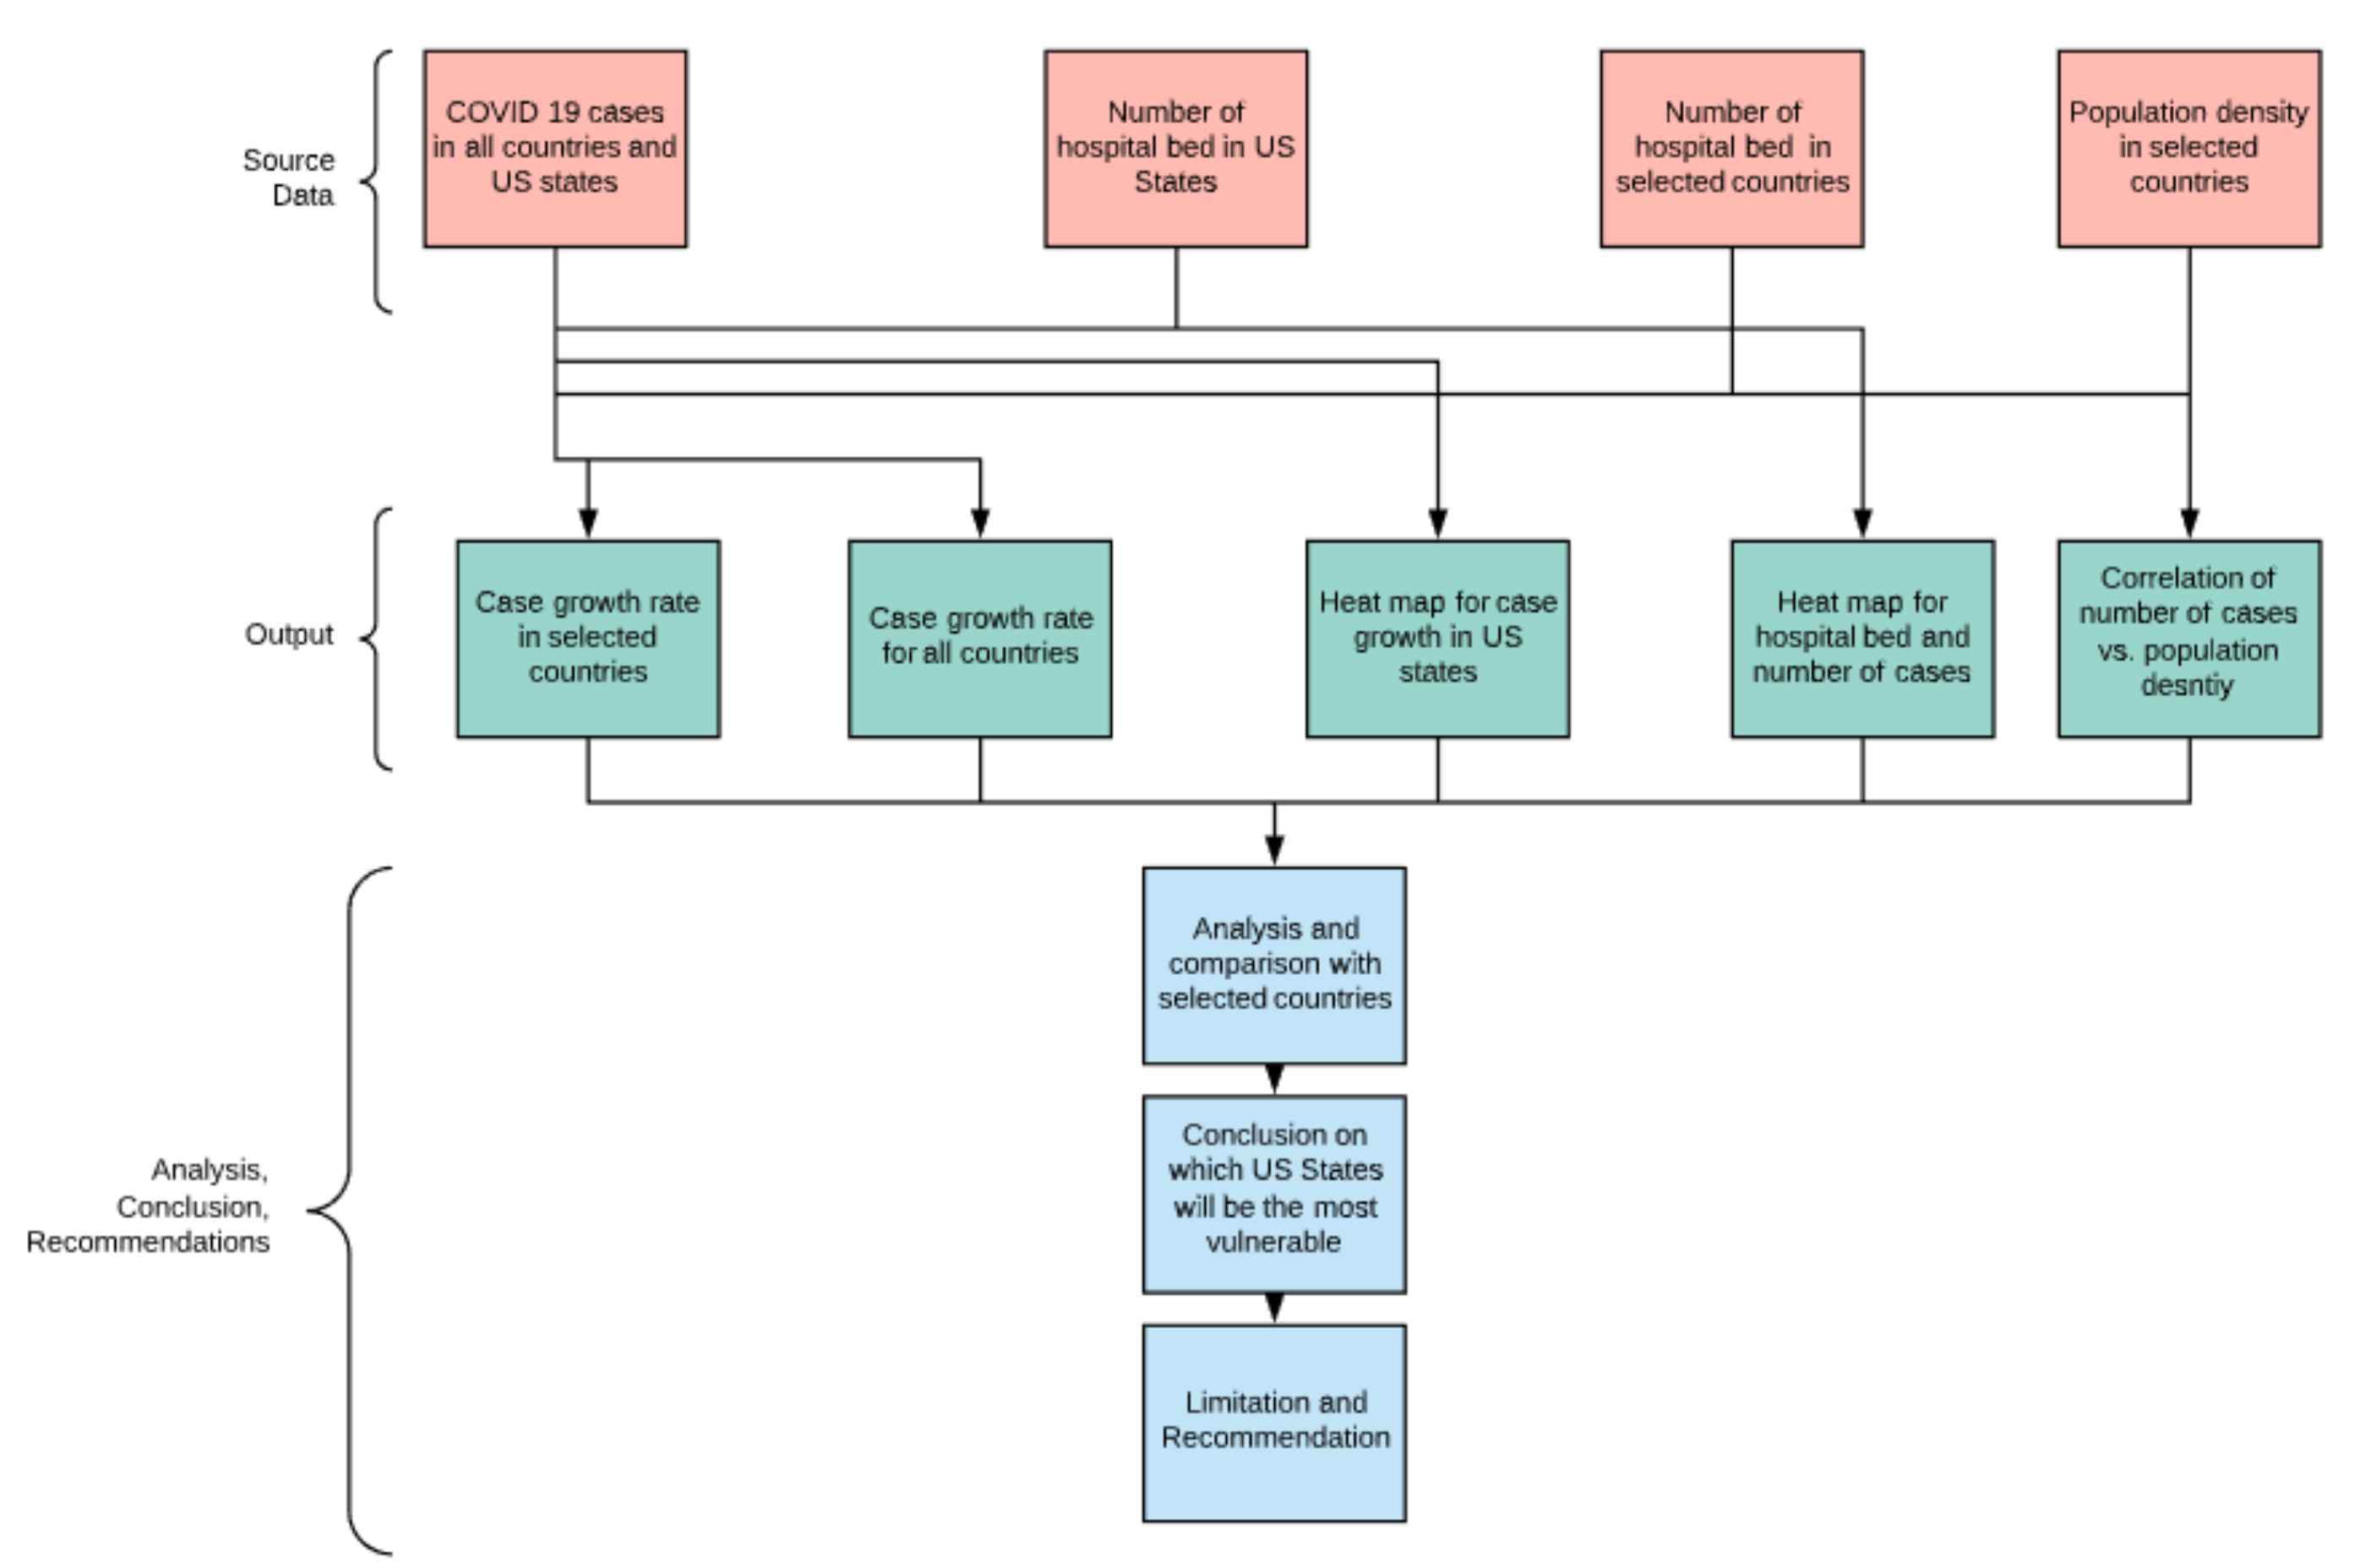 Source
Data
COVID 19 cases
in all countries and
US states
Number of
hospital bed in US
States
Number of
hospital bed  in
selected countries
Population density
in selected
countries
Output
Case growth rate
in selected
countries
Case growth rate
for all countries
Heat map for case
growth in US
states
Heat map for
hospital bed and
number of cases
Correlation of
number of cases
vs. population
desntiy
Analysis,
Conclusion,
Recommendations
Analysis and
comparison with
selected countries
Conclusion on
which US States
will be the most
vulnerable
Limitation and
Recommendation